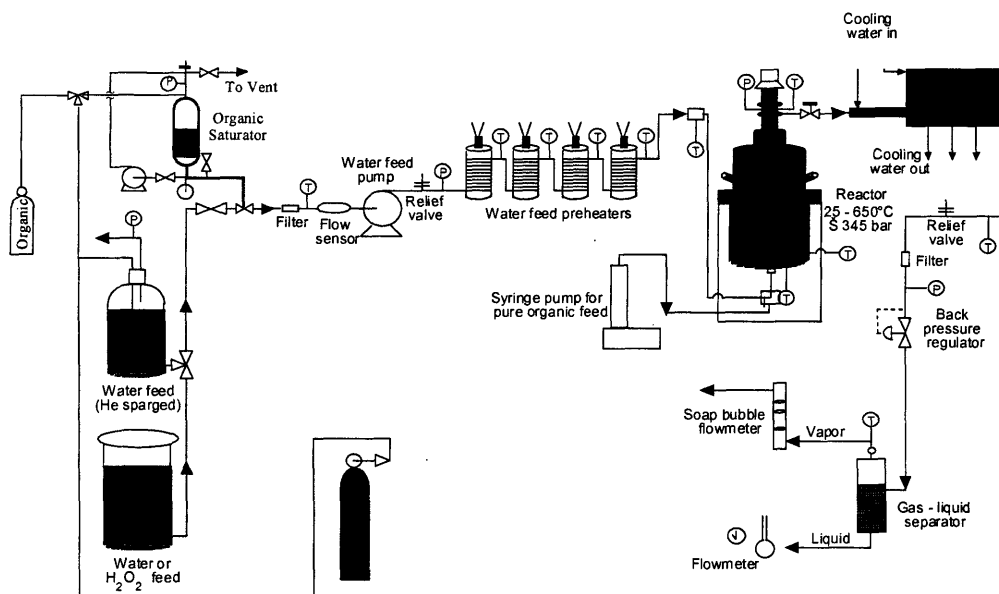 Cooling
water in
P
To Vent
P
T
Organic
Saturator
Water feed
pump
T
T
T
T
T
Cooling
water out
P
Relief
valve
Water feed preheaters
Reactor
25 - 650°C
Š 345 bar
T
Filter
Flow
sensor
Organic
P
Relief
valve
T
T
Filter
Syringe pump for
pure organic feed
T
P
Back
pressure
regulator
Water feed
(He sparged)
Soap bubble
flowmeter
T
Vapor
Gas - liquid
separator
Liquid
Flowmeter
Water or
H2O2 feed